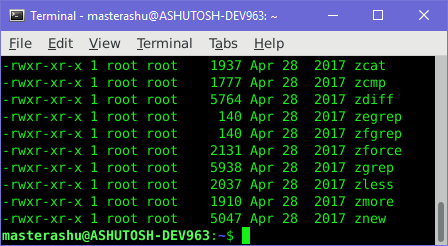 Terminal - masterashu@ASHUTOSH-DEV963: ~
File Edit View Terminal Tabs Help
-rwxr-xr-x 1 root root    1937 Apr 28  2017 zcat
-rwxr-xr-x 1 root root    1777 Apr 28  2017 zcmp
-rwxr-xr-x 1 root root    5764 Apr 28  2017 zdiff
-rwxr-xr-x 1 root root     140 Apr 28  2017 zegrep
-rwxr-xr-x 1 root root     140 Apr 28  2017 zfgrep
-rwxr-xr-x 1 root root    2131 Apr 28  2017 zforce
-rwxr-xr-x 1 root root    5938 Apr 28  2017 zgrep
-rwxr-xr-x 1 root root    2037 Apr 28  2017 zless
-rwxr-xr-x 1 root root    1910 Apr 28  2017 zmore
-rwxr-xr-x 1 root root    5047 Apr 28  2017 znew
masterashu@ASHUTOSH-DEV963:~$